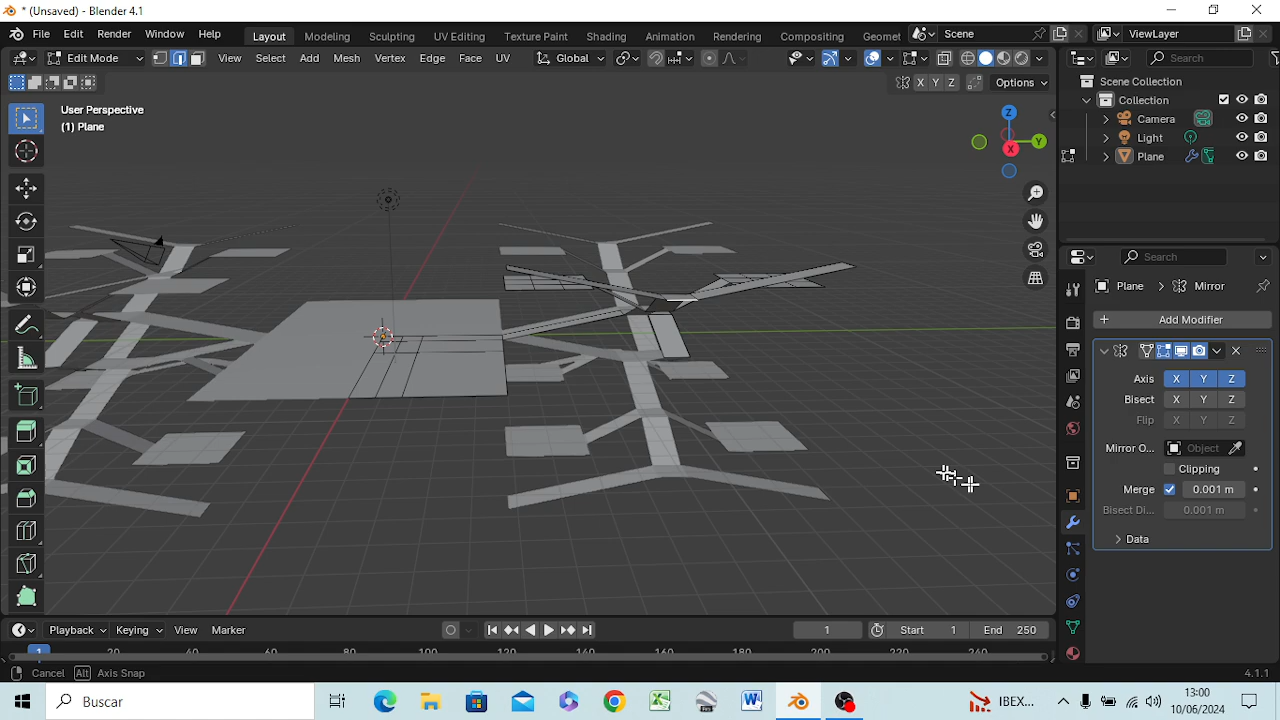 * (Unsaved) - Blender 4.1
File Edit Render Window Help Layout Modeling Sculpting UV Editing Texture Paint Shading Animation Rendering Compositing Geomet Scene ViewLayer
Edit Mode View Select Add Mesh Vertex Edge Face UV Global Search
X Y Z Options
User Perspective
(1) Plane
Z
Y
X
Scene Collection
Collection
Camera
Light
Plane
Search
Plane Mirror
Add Modifier
Axis X Y Z
Bisect X Y Z
Flip X Y Z
Mirror O... Object
Clipping
Merge 0.001 m
Bisect Di... 0.001 m
Data
Playback Keying View Marker 1 Start 1 End 250
1 20 40 60 80 100 120 140 160 180 200 220 240
Cancel Alt Axis Snap 4.1.1
Buscar IBEX... 13:00
10/06/2024